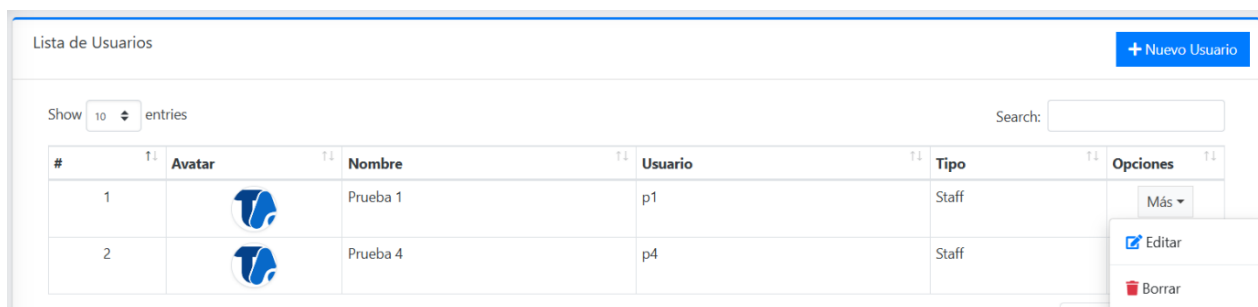 Lista de Usuarios
+ Nuevo Usuario
Show 10 entries
Search:
# Avatar Nombre Usuario Tipo Opciones
1 Prueba 1 p1 Staff Más
Editar
2 Prueba 4 p4 Staff
Borrar